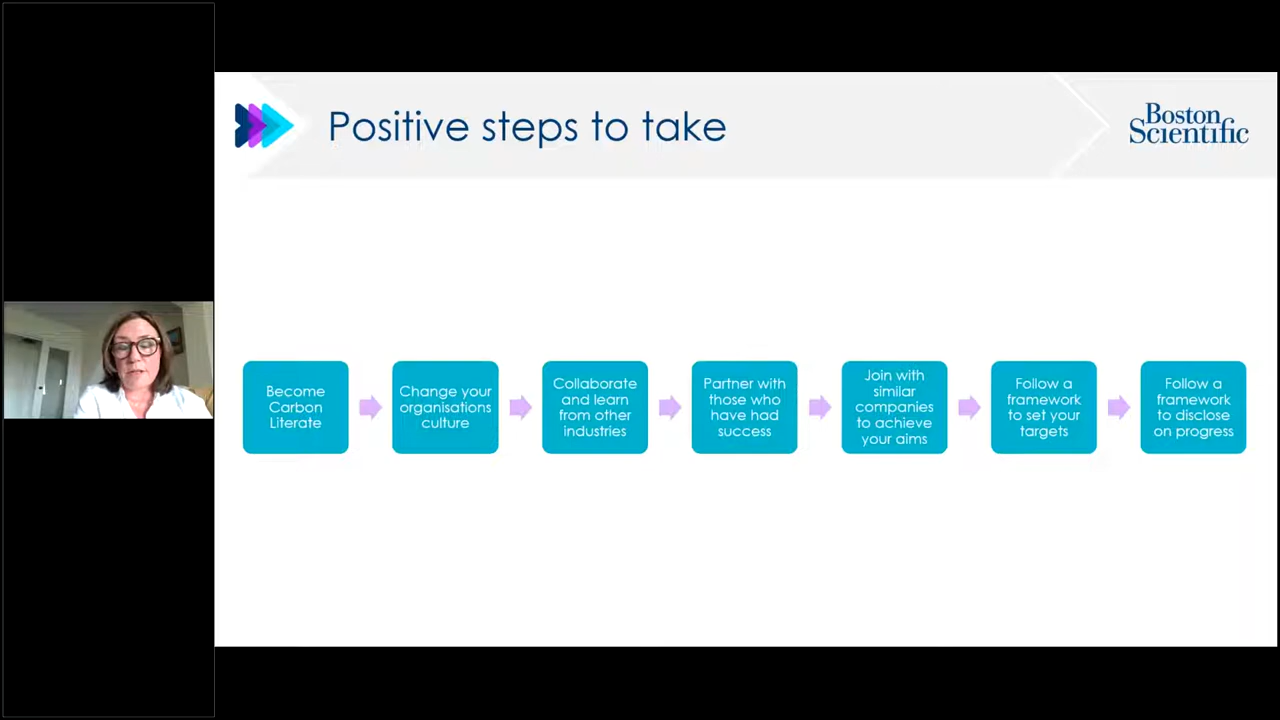 Positive steps to take
Boston
Scientific
Become
Carbon
Literate
Change your
organisations
culture
Collaborate
and learn
from other
industries
Partner with
those who
have had
success
Join with
similar
companies
to achieve
your aims
Follow a
framework
to set your
targets
Follow a
framework
to disclose
on progress